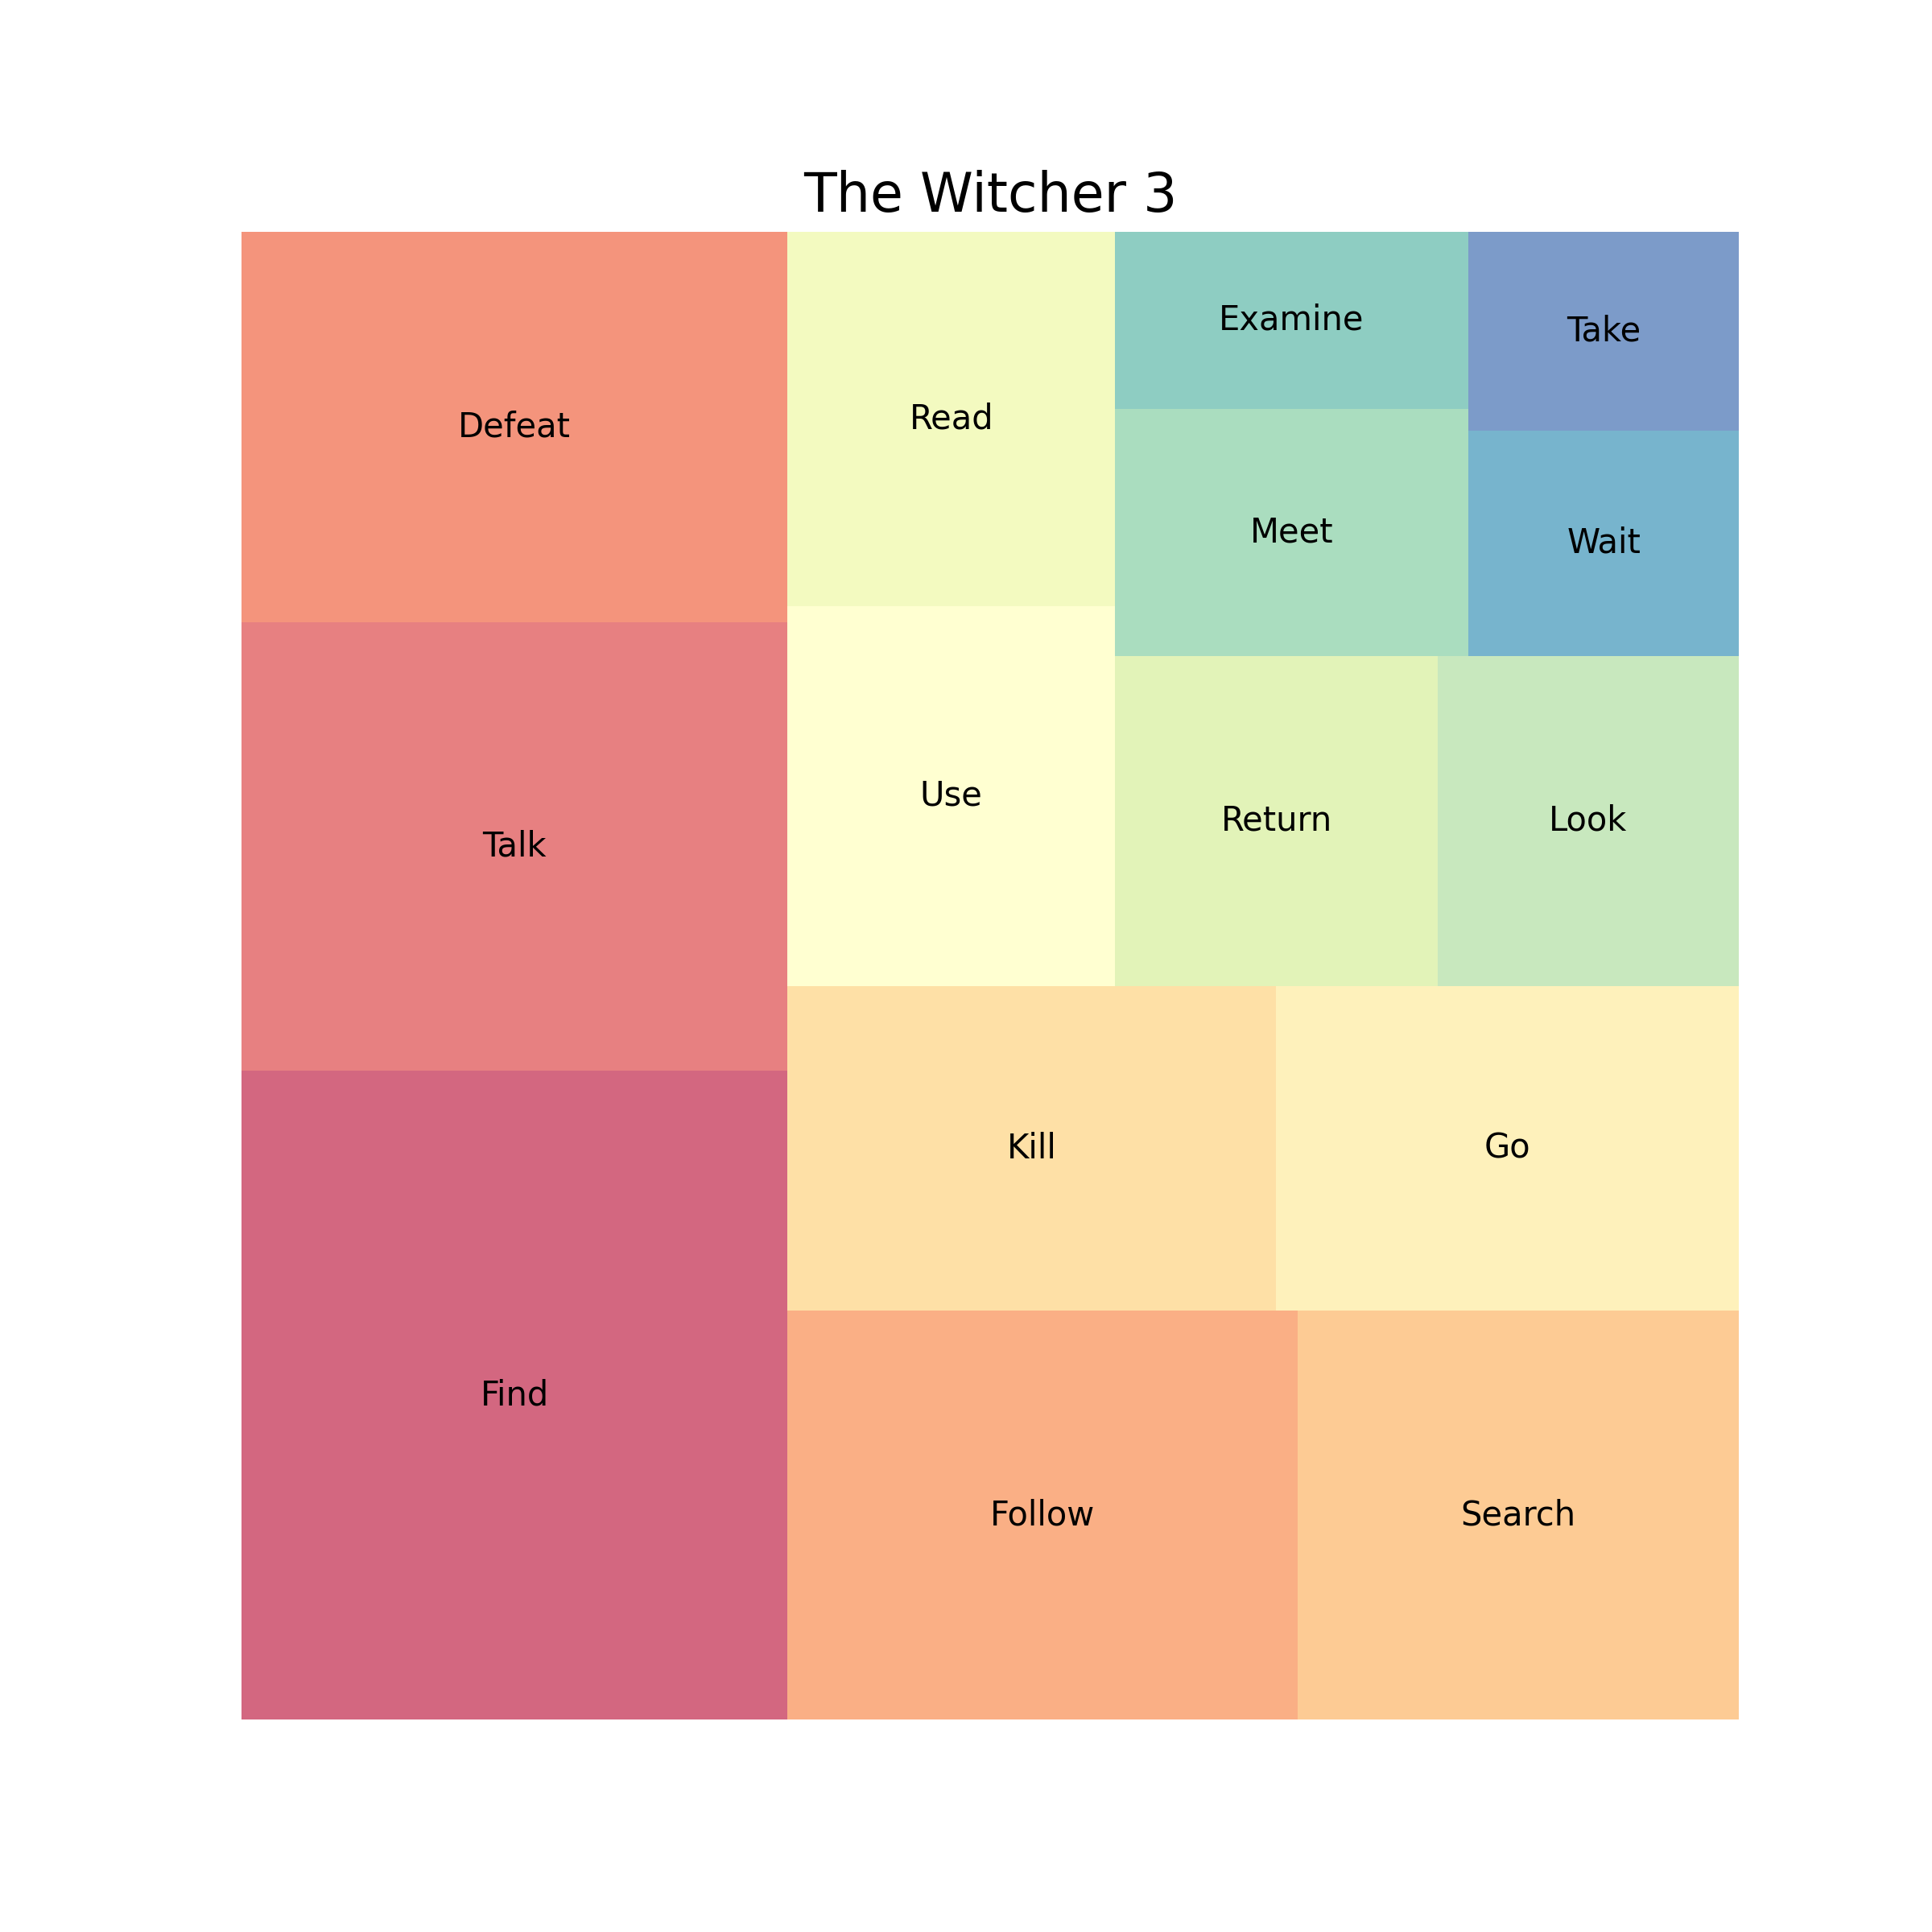 The Witcher 3
Defeat
Read
Examine
Take
Meet
Wait
Talk
Use
Return
Look
Find
Kill
Go
Follow
Search